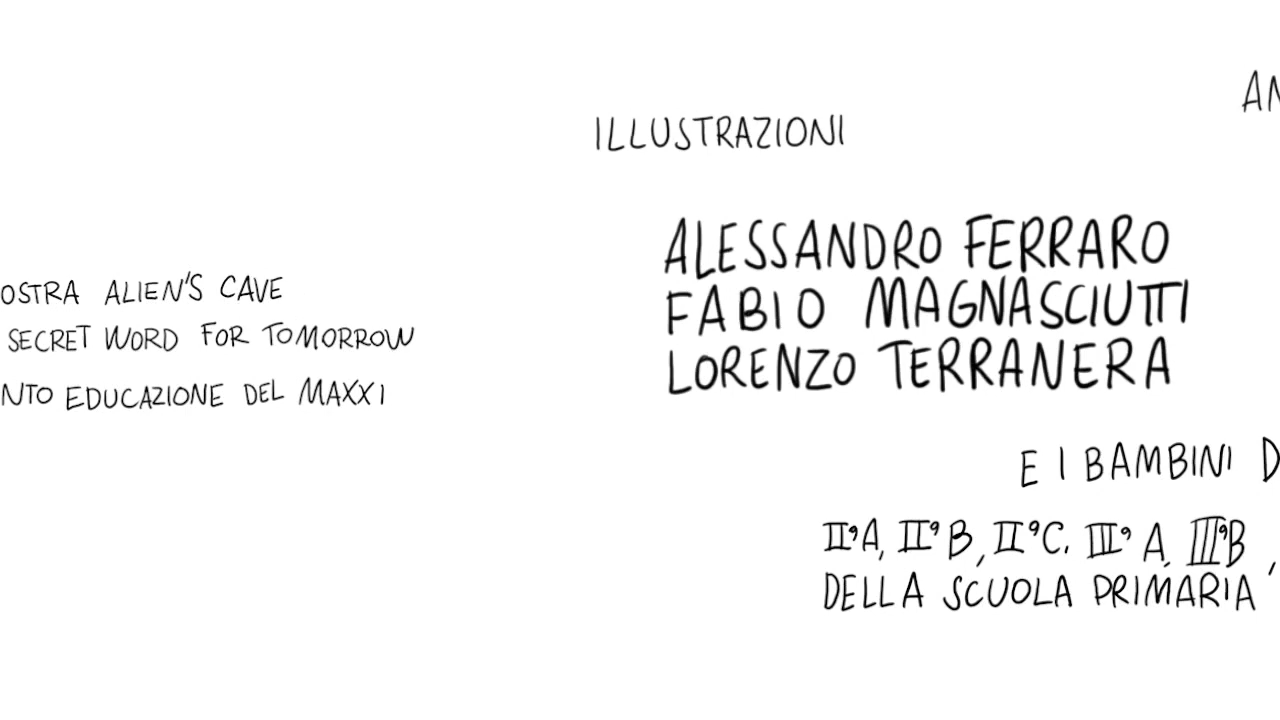 OSTRA ALIEN'S CAVE
SECRET WORD FOR TOMORROW
NTO EDUCAZIONE DEL MAXXI
ILLUSTRAZIONI
ALESSANDRO FERRARO
FABIO MAGNASCIUTTI
LORENZO TERRANERA
E I BAMBINI D
II°A, II°B, II°C, III°A, III°B,
DELLA SCUOLA PRIMARIA '
AN